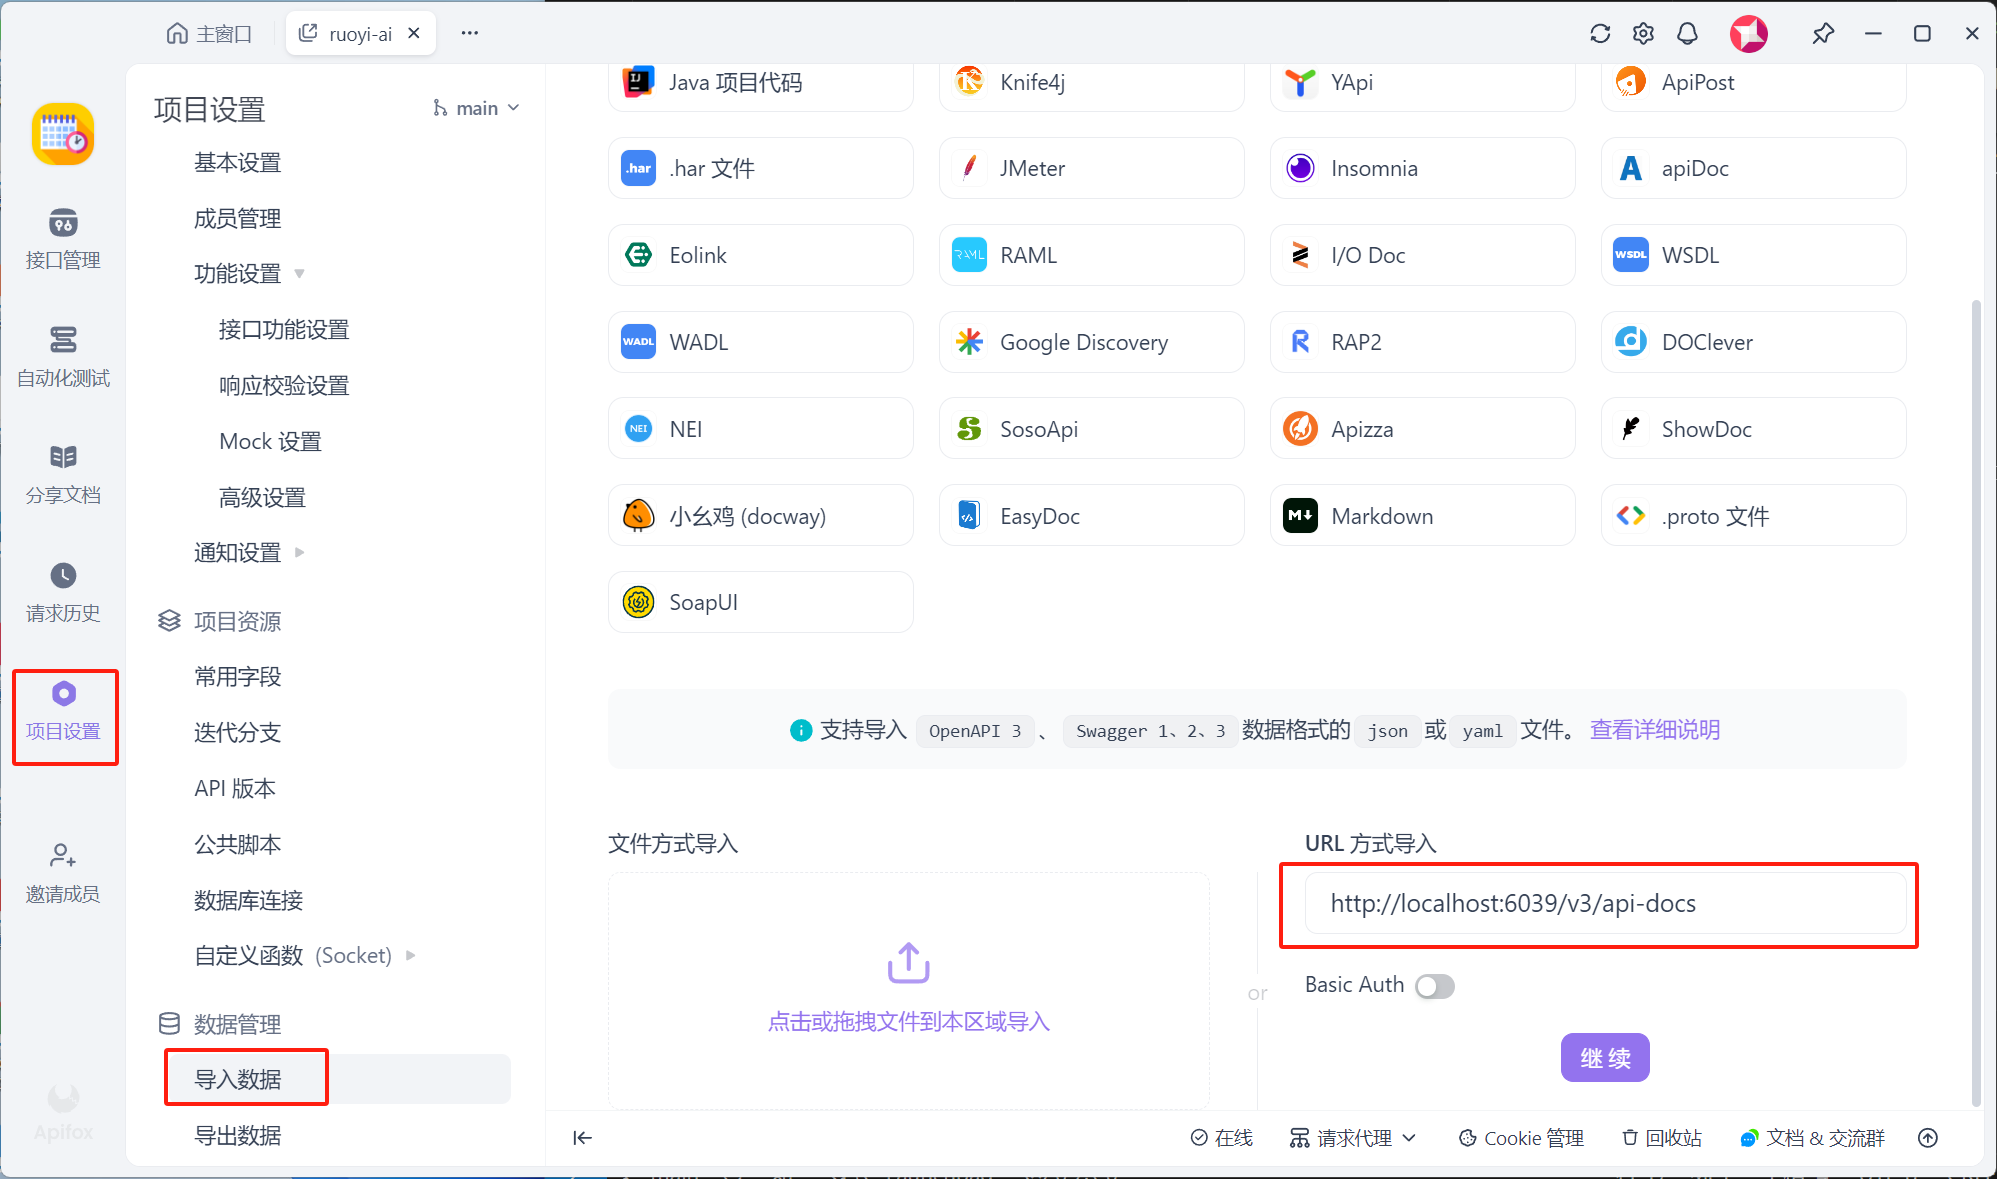 主窗口
ruoyi-ai
接口管理
自动化测试
分享文档
请求历史
项目设置
邀请成员
Apifox
项目设置
main
基本设置
成员管理
功能设置
接口功能设置
响应校验设置
Mock 设置
高级设置
通知设置
项目资源
常用字段
迭代分支
API 版本
公共脚本
数据库连接
自定义函数 (Socket)
数据管理
导入数据
导出数据
Java 项目代码
Knife4j
YApi
ApiPost
.har
.har 文件
JMeter
Insomnia
apiDoc
Eolink
RAML
RAML
I/O Doc
WSDL
WSDL
WADL
WADL
Google Discovery
RAP2
DOClever
NEI
NEI
SosoApi
Apizza
ShowDoc
小幺鸡 (docway)
EasyDoc
Markdown
.proto 文件
SoapUI
支持导入 OpenAPI 3 、 Swagger 1、2、3 数据格式的 json 或 yaml 文件。 查看详细说明
文件方式导入
点击或拖拽文件到本区域导入
or
URL 方式导入
http://localhost:6039/v3/api-docs
Basic Auth
继续
在线
请求代理
Cookie 管理
回收站
文档 & 交流群